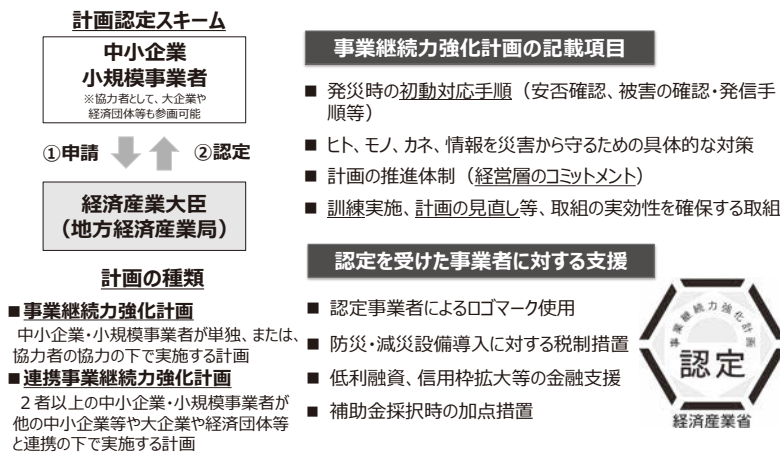 計画認定スキーム
中小企業
小規模事業者
※協力者として、大企業や
経済団体等も参画可能
①申請
②認定
経済産業大臣
(地方経済産業局)
計画の種類
■事業継続力強化計画
中小企業・小規模事業者が単独、または、
協力者の協力の下で実施する計画
■連携事業継続力強化計画
2者以上の中小企業・小規模事業者が
他の中小企業等や大企業や経済団体等
と連携の下で実施する計画
事業継続力強化計画の記載項目
■ 発災時の初動対応手順(安否確認、被害の確認・発信手
順等)
■ ヒト、モノ、カネ、情報を災害から守るための具体的な対策
■ 計画の推進体制(経営層のコミットメント)
■ 訓練実施、計画の見直し等、取組の実効性を確保する取組
認定を受けた事業者に対する支援
■ 認定事業者によるロゴマーク使用
■ 防災・減災設備導入に対する税制措置
■ 低利融資、信用枠拡大等の金融支援
■ 補助金採択時の加点措置
事業継続力強化計画
認定
経済産業省